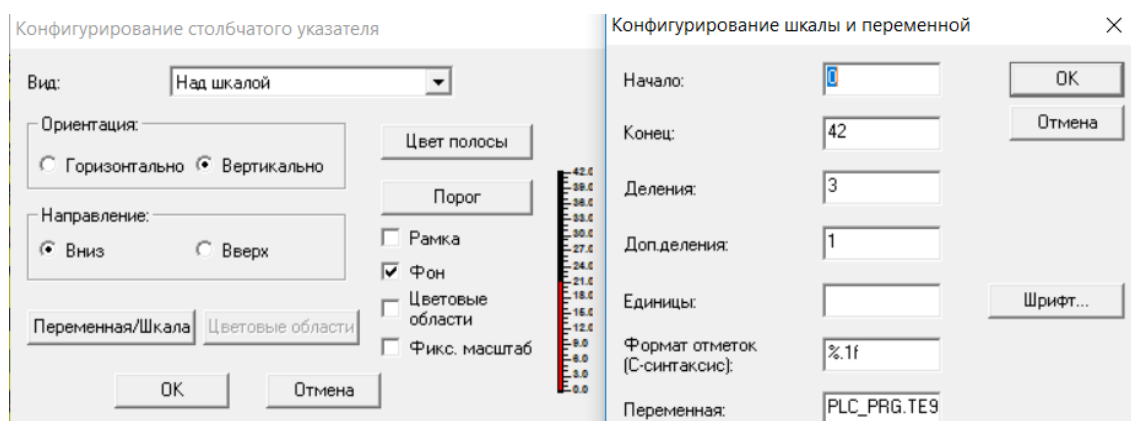 Конфигурирование столбчатого указателя
Вид:
Над шкалой
Ориентация:
Горизонтально
Вертикально
Направление:
Вниз
Вверх
Переменная/Шкала
Цветовые области
ОК
Отмена
Цвет полосы
Порог
Рамка
Фон
Цветовые
области
Фикс. масштаб
42.0
39.0
36.0
33.0
30.0
27.0
24.0
21.0
18.0
15.0
12.0
9.0
6.0
3.0
0.0
Конфигурирование шкалы и переменной
Начало:
0
ОК
Конец:
42
Отмена
Деления:
3
Доп.деления:
1
Единицы:
Шрифт...
Формат отметок
(С-синтаксис):
%.1f
Переменная:
PLC_PRG.TE9